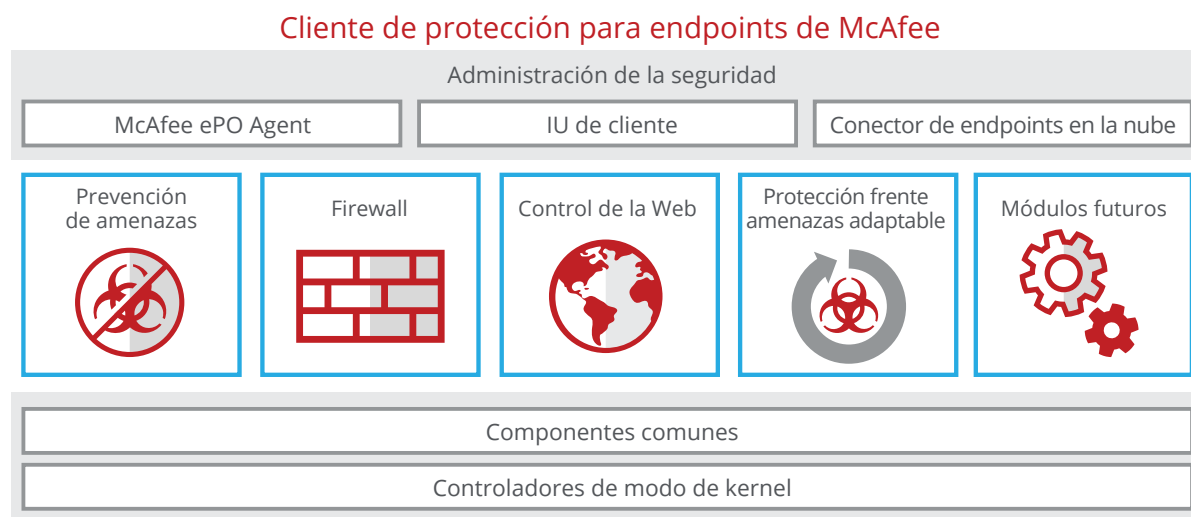 Cliente de protección para endpoints de McAfee
Administración de la seguridad
McAfee ePO Agent
IU de cliente
Conector de endpoints en la nube
Prevención
de amenazas
Firewall
Control de la Web
Protección frente
amenazas adaptable
Módulos futuros
Componentes comunes
Controladores de modo de kernel